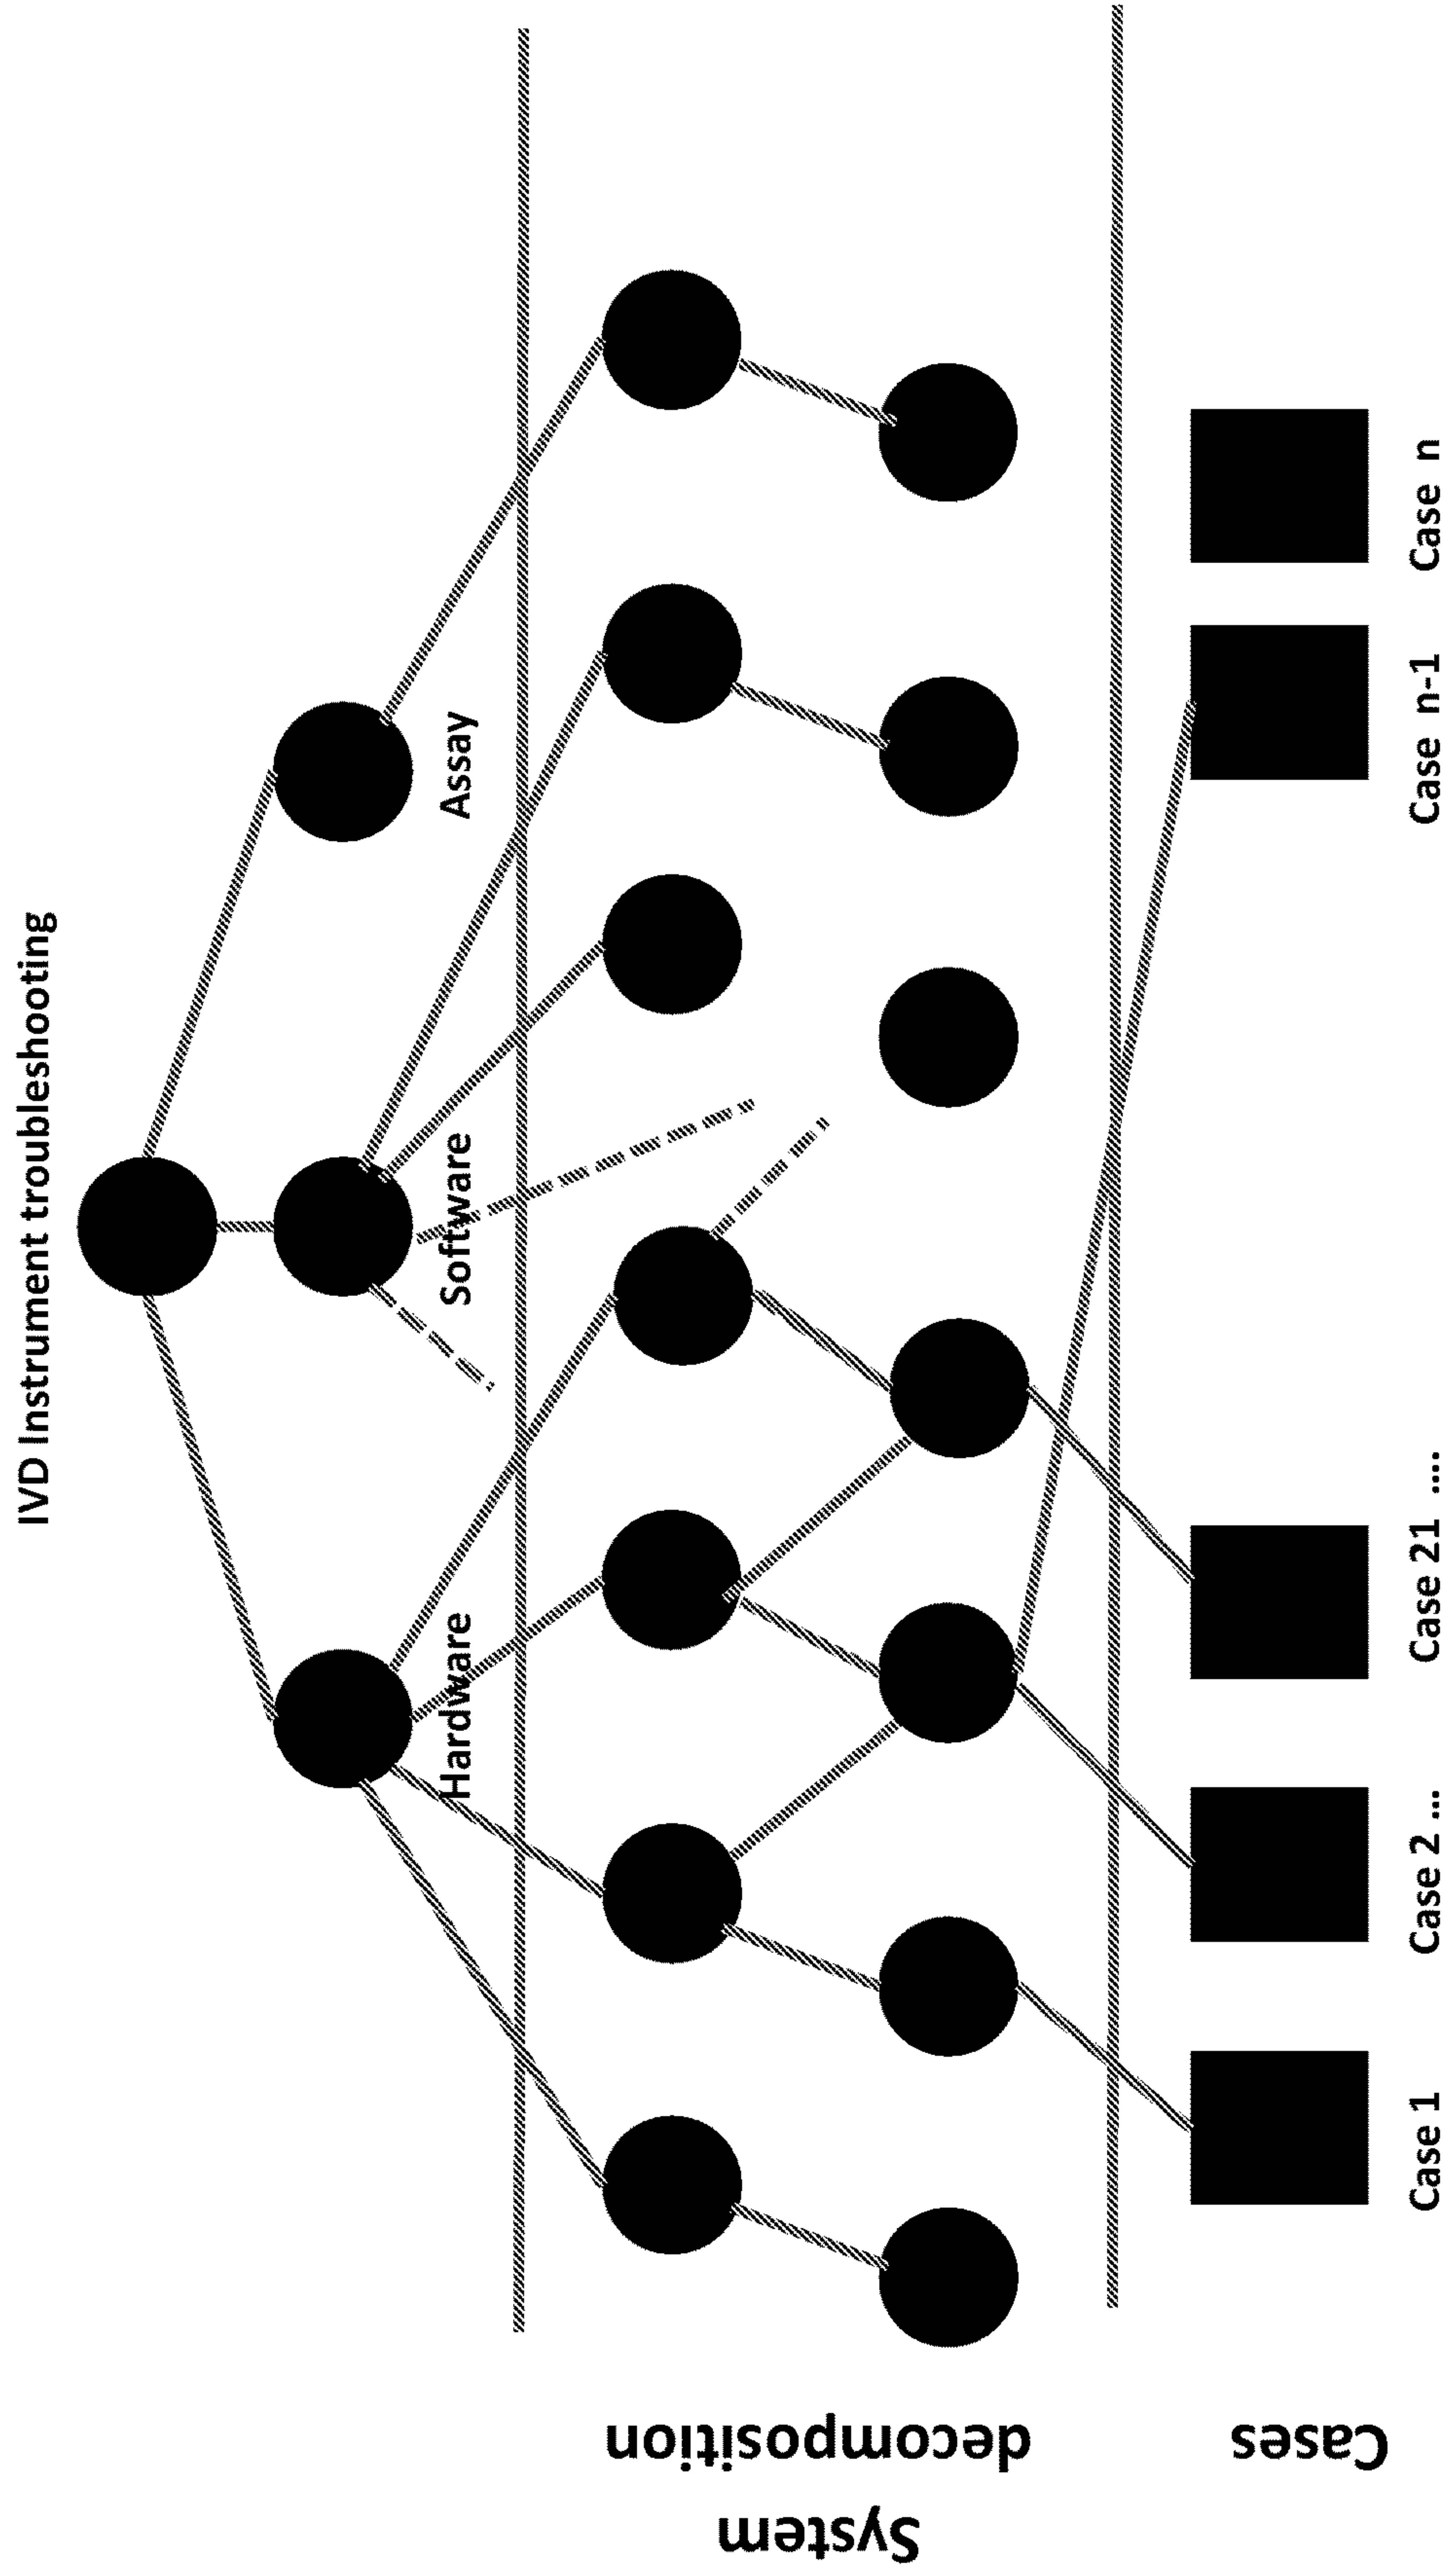 IVD Instrument troubleshooting
Hardware
Software
Assay
System
decomposition
Cases
Case 1
Case 2 ...
Case 21 ....
Case n-1
Case n